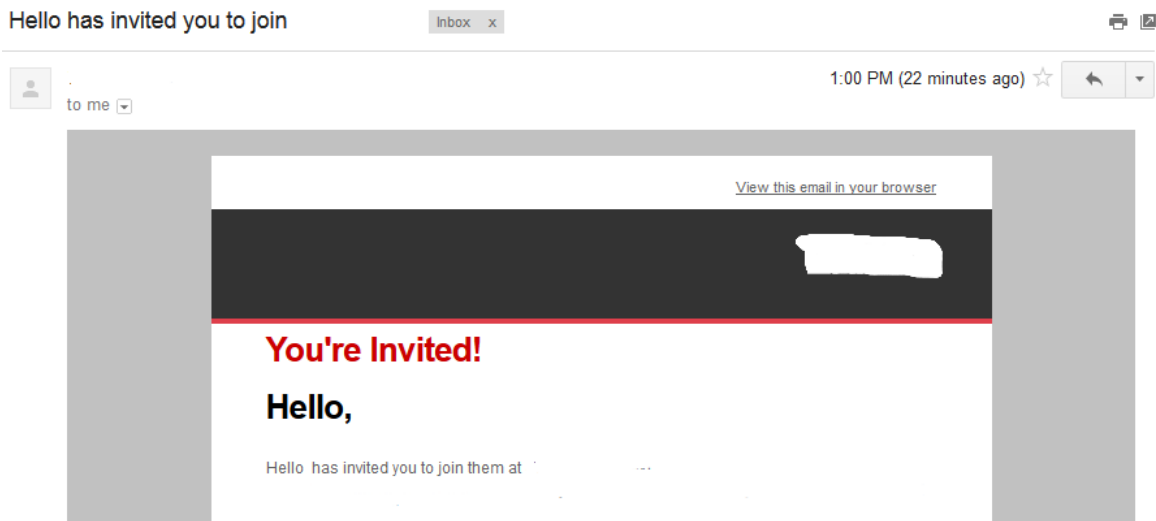 Hello has invited you to join
Inbox x
1:00 PM (22 minutes ago)
to me
View this email in your browser
You're Invited!
Hello,
Hello has invited you to join them at